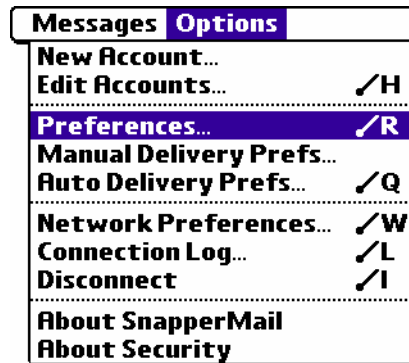 Messages Options
New Account...
Edit Accounts... /H
Preferences... /R
Manual Delivery Prefs...
Auto Delivery Prefs... /Q
Network Preferences... /W
Connection Log... /L
Disconnect /I
About SnapperMail
About Security